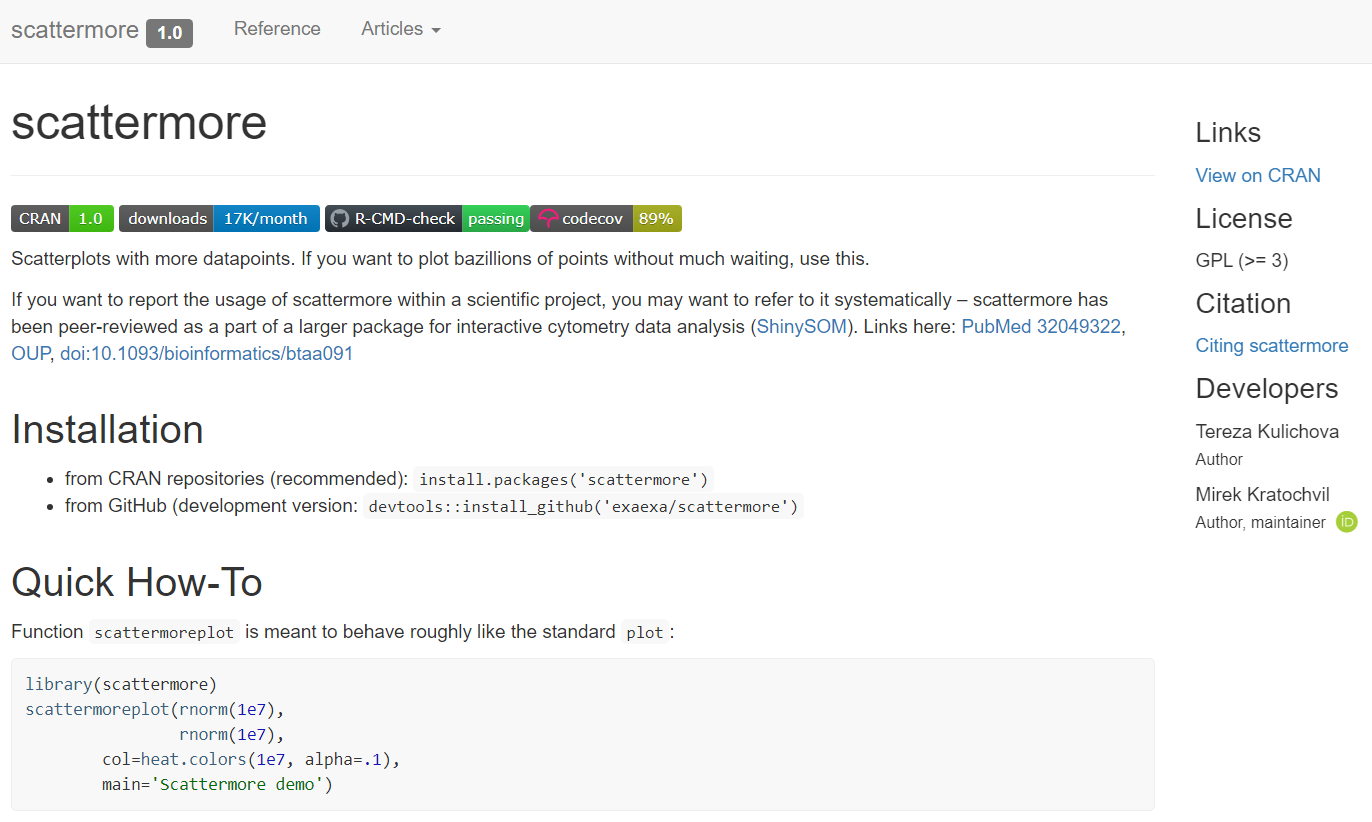 scattermore 1.0 Reference Articles
scattermore
CRAN 1.0 downloads 17K/month R-CMD-check passing codecov 89%
Scatterplots with more datapoints. If you want to plot bazillions of points without much waiting, use this.
If you want to report the usage of scattermore within a scientific project, you may want to refer to it systematically – scattermore has
been peer-reviewed as a part of a larger package for interactive cytometry data analysis (ShinySOM). Links here: PubMed 32049322,
OUP, doi:10.1093/bioinformatics/btaa091
Installation
from CRAN repositories (recommended): install.packages('scattermore')
from GitHub (development version: devtools::install_github('exaexa/scattermore')
Quick How-To
Function scattermoreplot is meant to behave roughly like the standard plot:
library(scattermore)
scattermoreplot(rnorm(1e7),
                rnorm(1e7),
        col=heat.colors(1e7, alpha=.1),
        main='Scattermore demo')
Links
View on CRAN
License
GPL (>= 3)
Citation
Citing scattermore
Developers
Tereza Kulichova
Author
Mirek Kratochvil
Author, maintainer iD